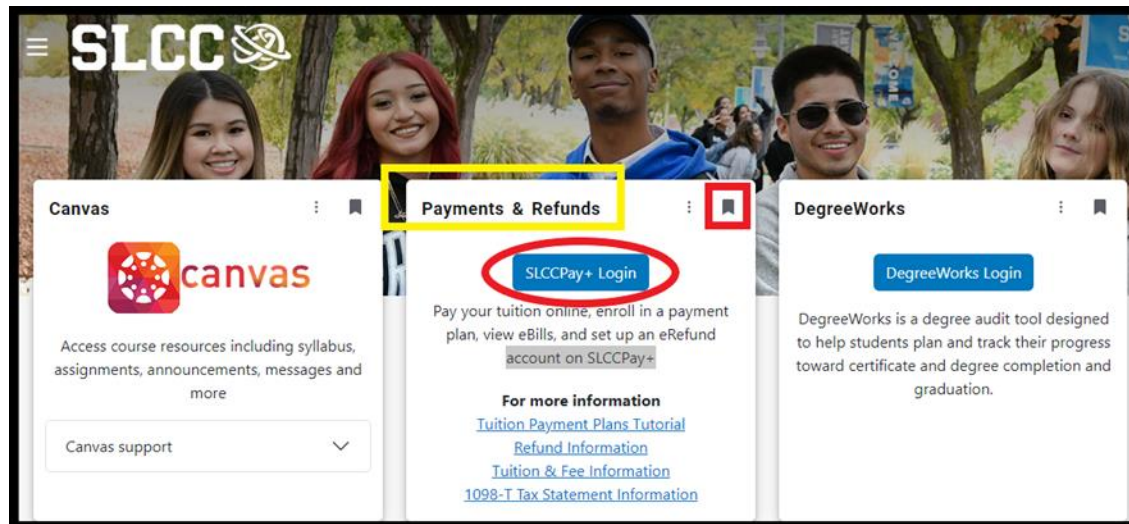 SLCC
Canvas
canvas
Access course resources including syllabus,
assignments, announcements, messages and
more
Canvas support
Payments & Refunds
SLCCPay+ Login
Pay your tuition online, enroll in a payment
plan, view eBills, and set up an eRefund
account on SLCCPay+
For more information
Tuition Payment Plans Tutorial
Refund Information
Tuition & Fee Information
1098-T Tax Statement Information
DegreeWorks
DegreeWorks Login
DegreeWorks is a degree audit tool designed
to help students plan and track their progress
toward certificate and degree completion and
graduation.